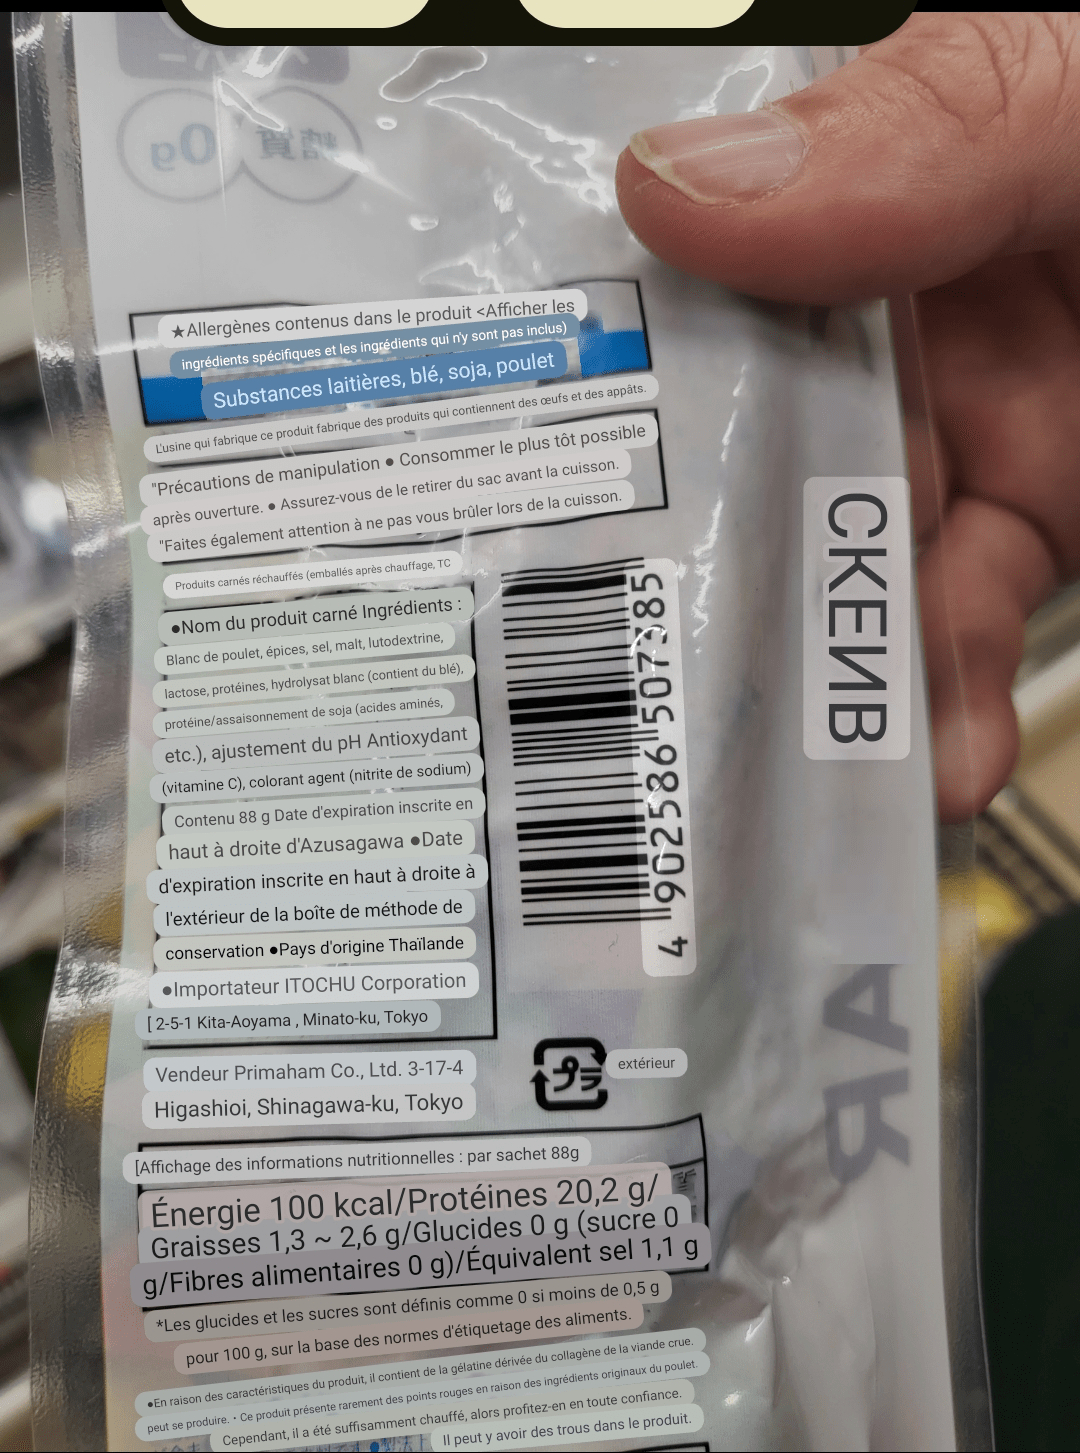 0g
糖質
★Allergènes contenus dans le produit <Afficher les
ingrédients spécifiques et les ingrédients qui n'y sont pas inclus)
Substances laitières, blé, soja, poulet
L'usine qui fabrique ce produit fabrique des produits qui contiennent des œufs et des appâts.
"Précautions de manipulation ● Consommer le plus tôt possible
après ouverture. ● Assurez-vous de le retirer du sac avant la cuisson.
"Faites également attention à ne pas vous brûler lors de la cuisson.
Produits carnés réchauffés (emballés après chauffage, TC
●Nom du produit carné Ingrédients :
Blanc de poulet, épices, sel, malt, lutodextrine,
lactose, protéines, hydrolysat blanc (contient du blé),
protéine/assaisonnement de soja (acides aminés,
etc.), ajustement du pH Antioxydant
(vitamine C), colorant agent (nitrite de sodium)
Contenu 88 g Date d'expiration inscrite en
haut à droite d'Azusagawa ●Date
d'expiration inscrite en haut à droite à
l'extérieur de la boîte de méthode de
conservation ●Pays d'origine Thaïlande
●Importateur ITOCHU Corporation
[ 2-5-1 Kita-Aoyama , Minato-ku, Tokyo
4 902586 507385
СКЕИВ
Vendeur Primaham Co., Ltd. 3-17-4
Higashioi, Shinagawa-ku, Tokyo
プラ
extérieur
[Affichage des informations nutritionnelles : par sachet 88g
Énergie 100 kcal/Protéines 20,2 g/
Graisses 1,3 ~ 2,6 g/Glucides 0 g (sucre 0
g/Fibres alimentaires 0 g)/Équivalent sel 1,1 g
*Les glucides et les sucres sont définis comme 0 si moins de 0,5 g
pour 100 g, sur la base des normes d'étiquetage des aliments.
●En raison des caractéristiques du produit, il contient de la gélatine dérivée du collagène de la viande crue.
peut se produire. • Ce produit présente rarement des points rouges en raison des ingrédients originaux du poulet.
Cependant, il a été suffisamment chauffé, alors profitez-en en toute confiance.
Il peut y avoir des trous dans le produit.